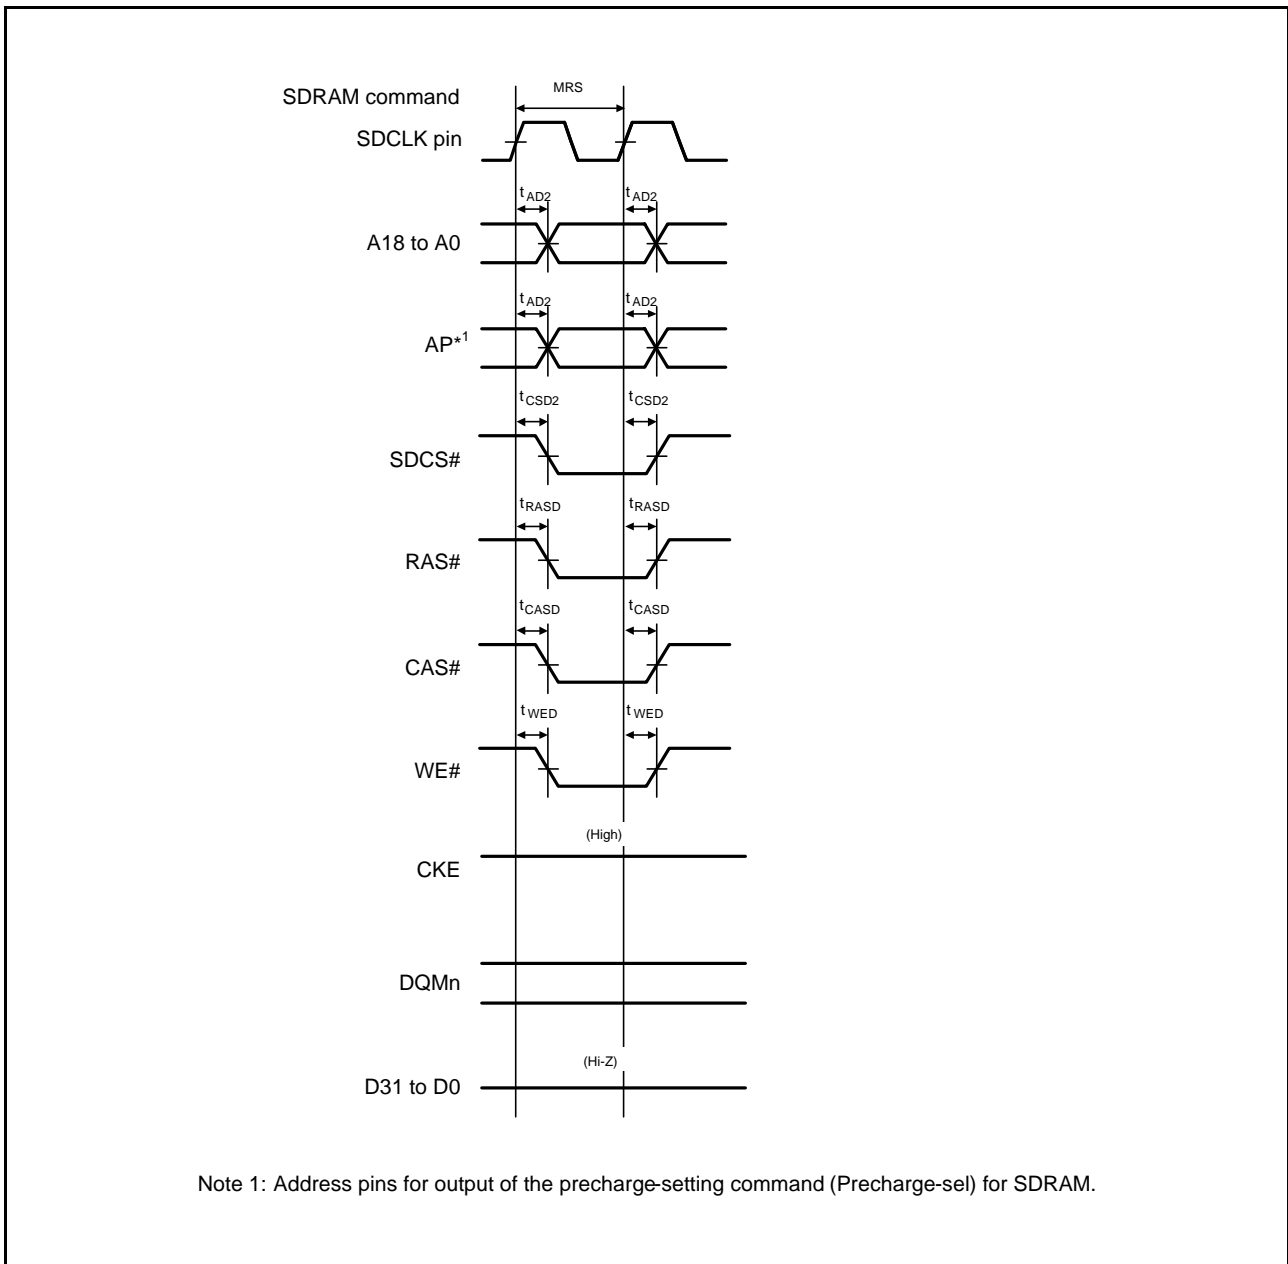 MRS
SDRAM command
SDCLK pin
tAD2 tAD2
A18 to A0
tAD2 tAD2
AP*1
tCSD2 tCSD2
SDCS#
tRASD tRASD
RAS#
tCASD tCASD
CAS#
tWED tWED
WE#
(High)
CKE
DQMn
(Hi-Z)
D31 to D0
Note 1: Address pins for output of the precharge-setting command (Precharge-sel) for SDRAM.